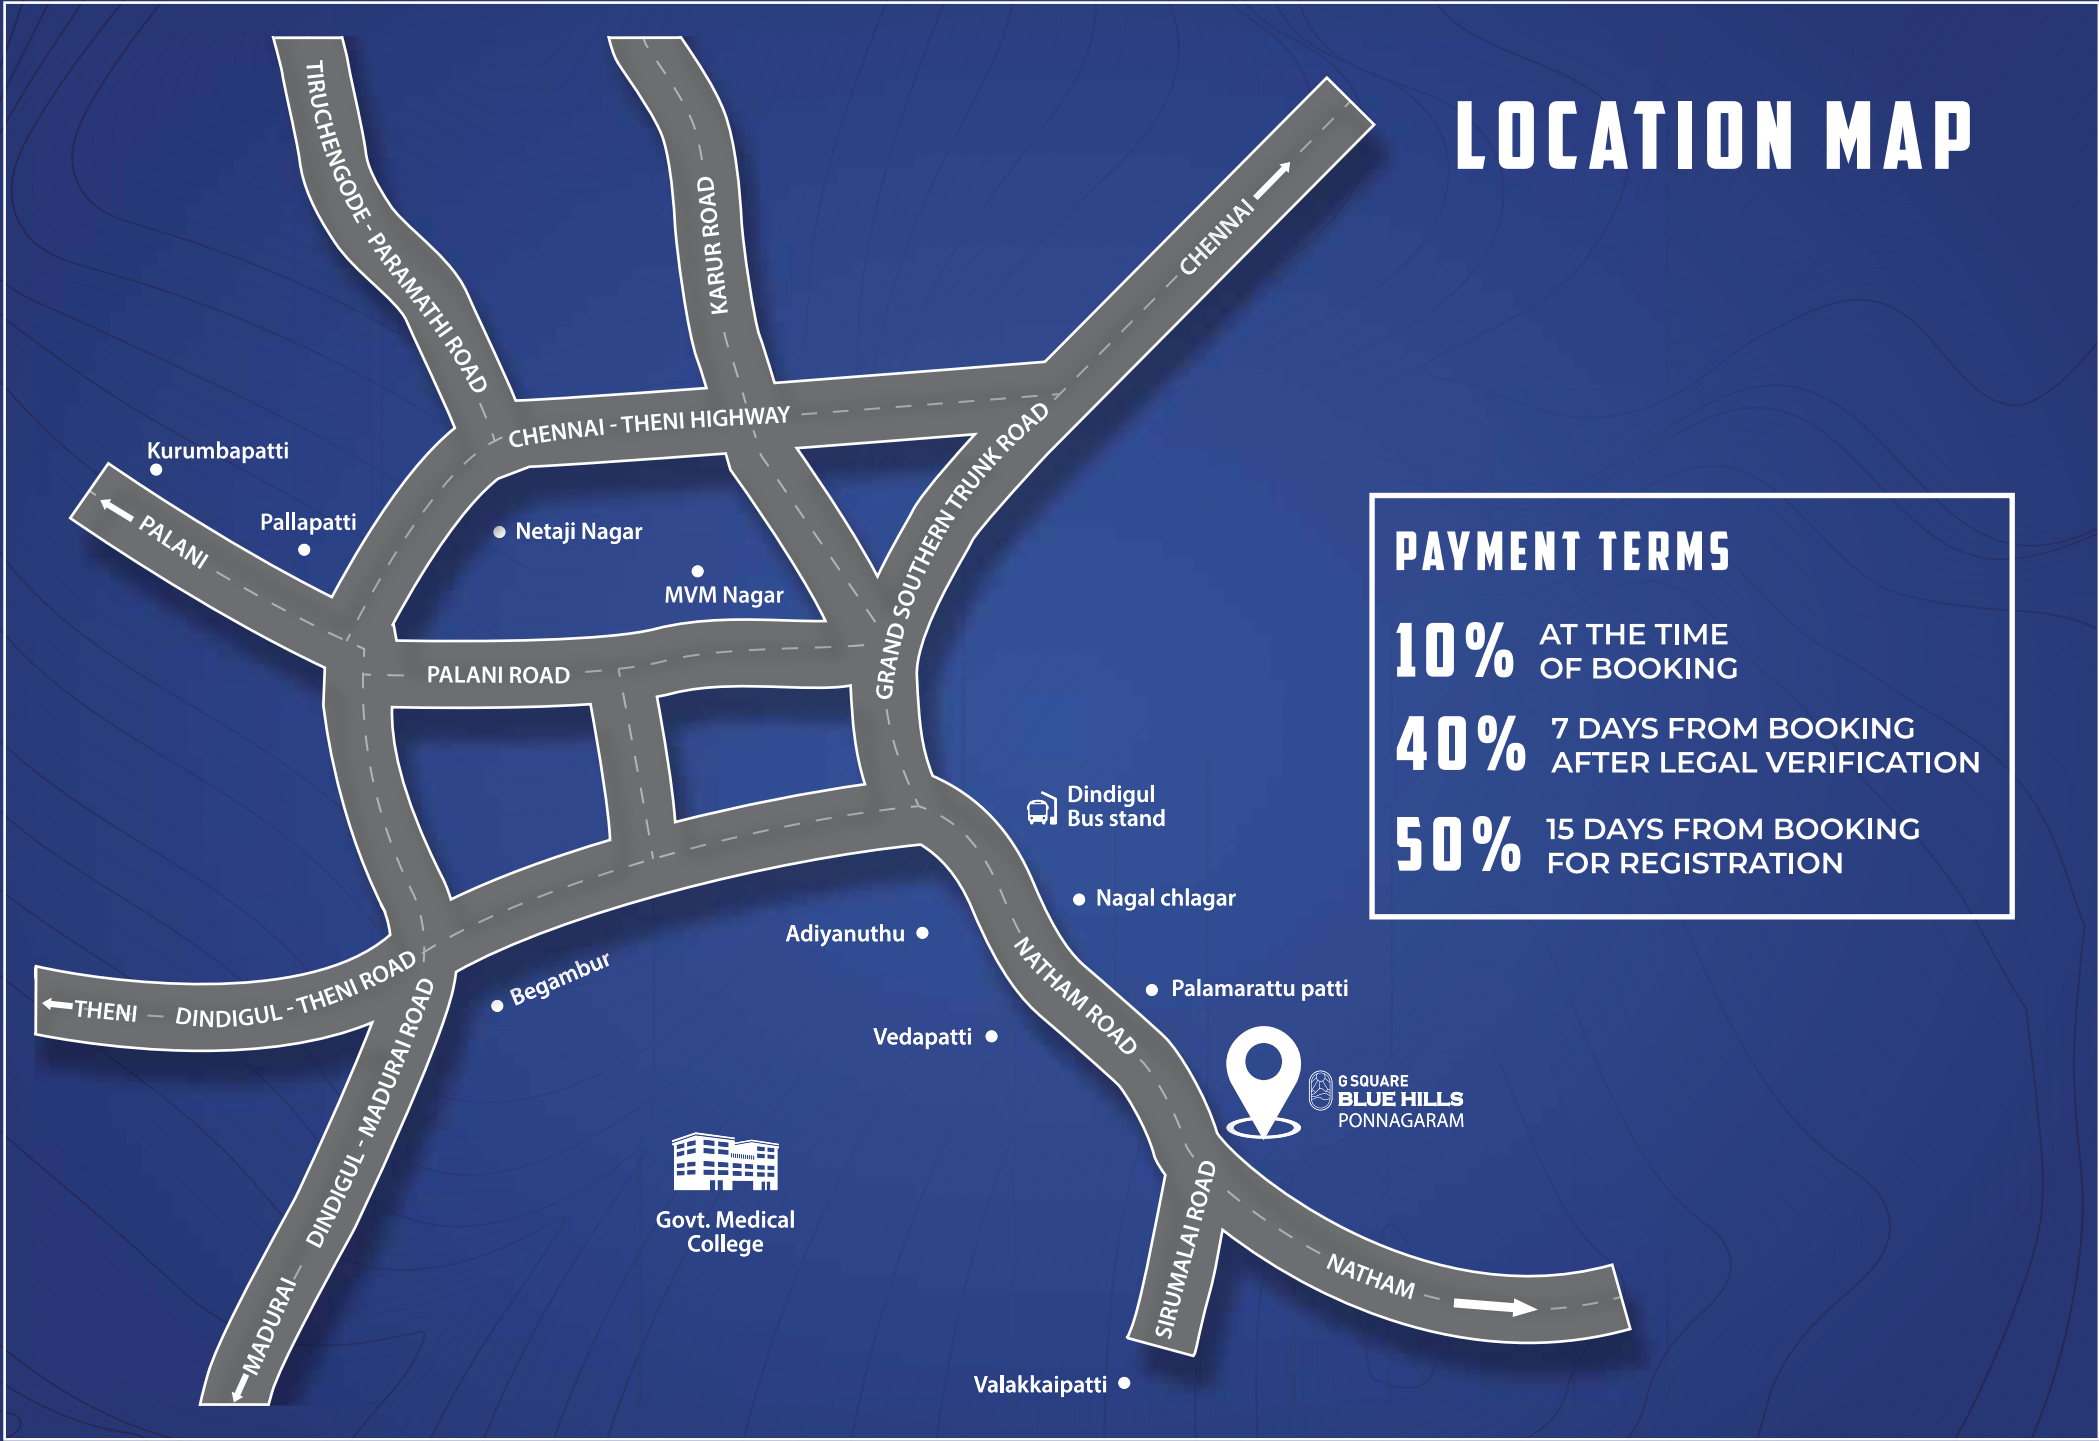 LOCATION MAP
TIRUCHENGODE - PARAMATHI ROAD
KARUR ROAD
CHENNAI
CHENNAI - THENI HIGHWAY
GRAND SOUTHERN TRUNK ROAD
Kurumbapatti
PALANI
Pallapatti
Netaji Nagar
MVM Nagar
PALANI ROAD
PAYMENT TERMS
10% AT THE TIME
OF BOOKING
40% 7 DAYS FROM BOOKING
AFTER LEGAL VERIFICATION
50% 15 DAYS FROM BOOKING
FOR REGISTRATION
Dindigul
Bus stand
Nagal chlagar
Adiyanuthu
NATHAM ROAD
Palamarattu patti
Vedapatti
Begambur
THENI
DINDIGUL - THENI ROAD
DINDIGUL - MADURAI ROAD
MADURAI
G SQUARE
BLUE HILLS
PONNAGARAM
Govt. Medical
College
SIRUMALAI ROAD
NATHAM
Valakkaipatti